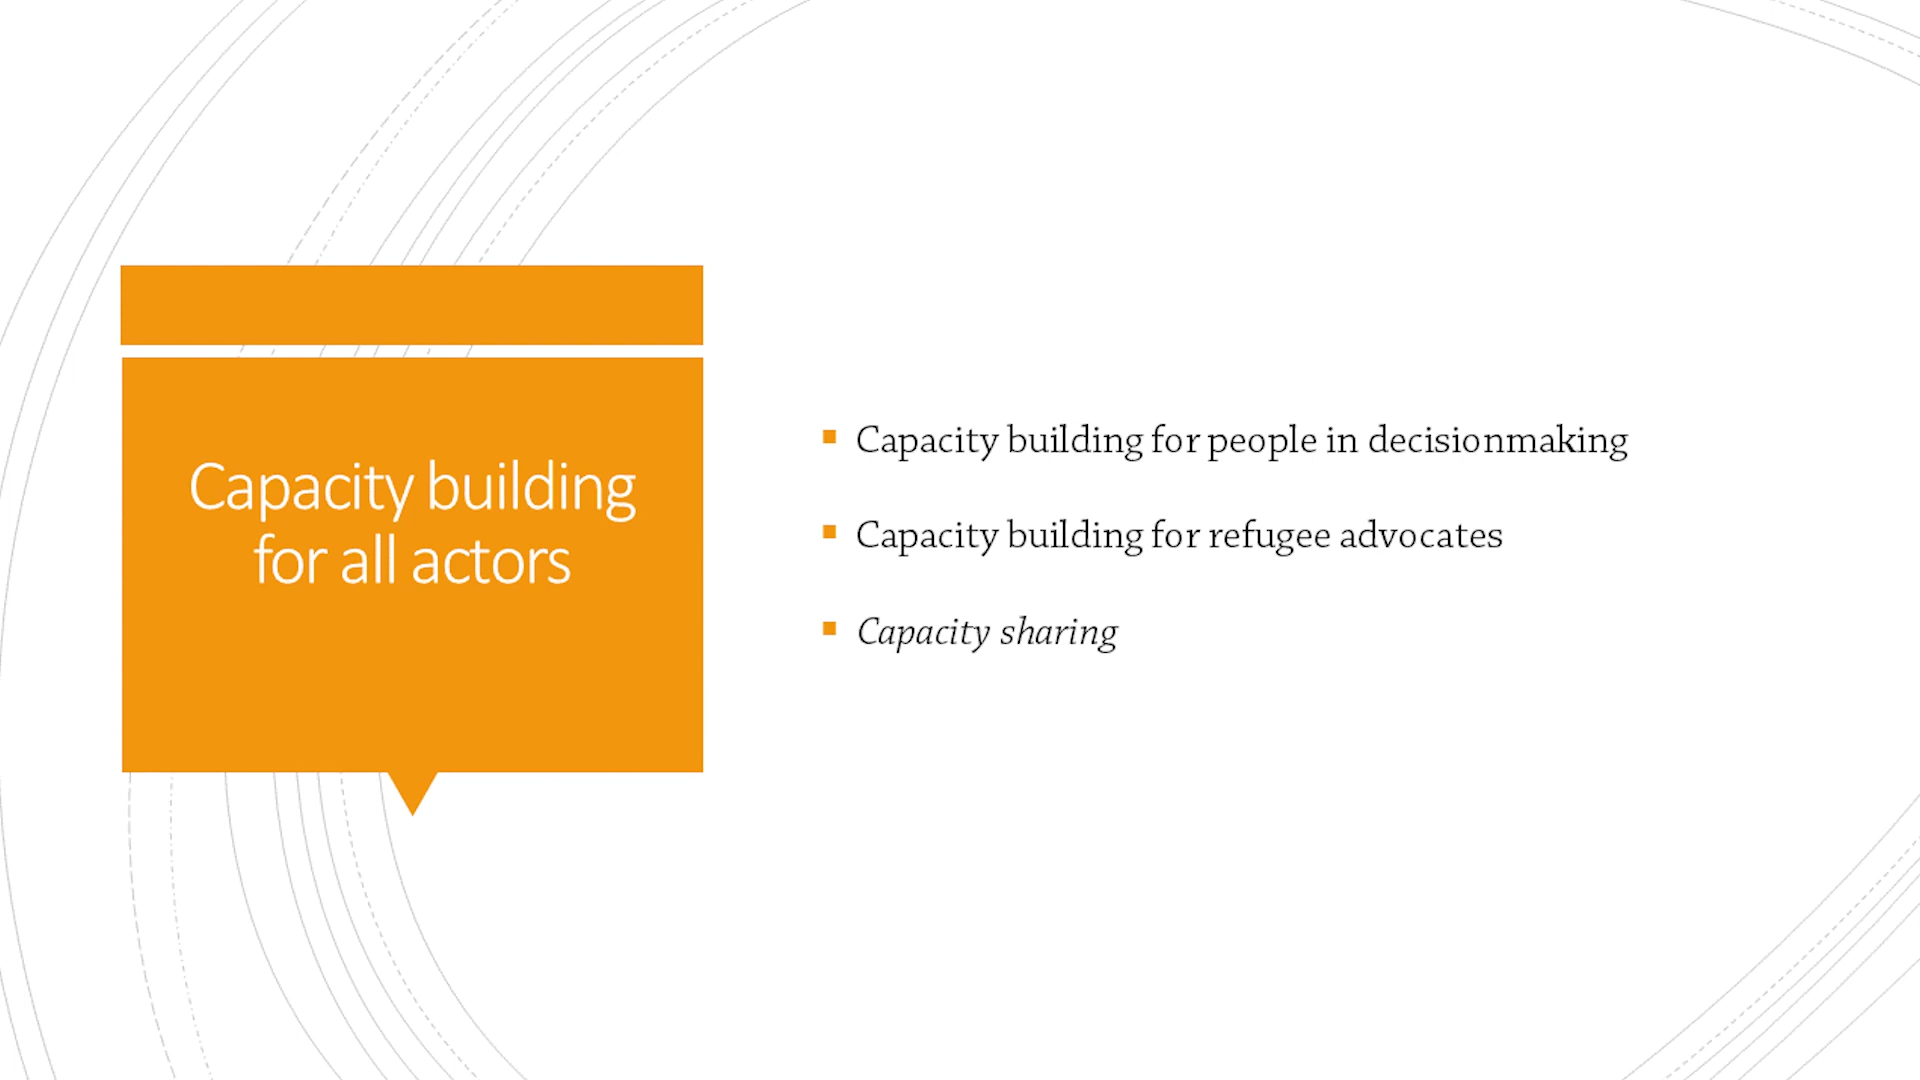 Capacity building
for all actors
Capacity building for people in decisionmaking
Capacity building for refugee advocates
Capacity sharing